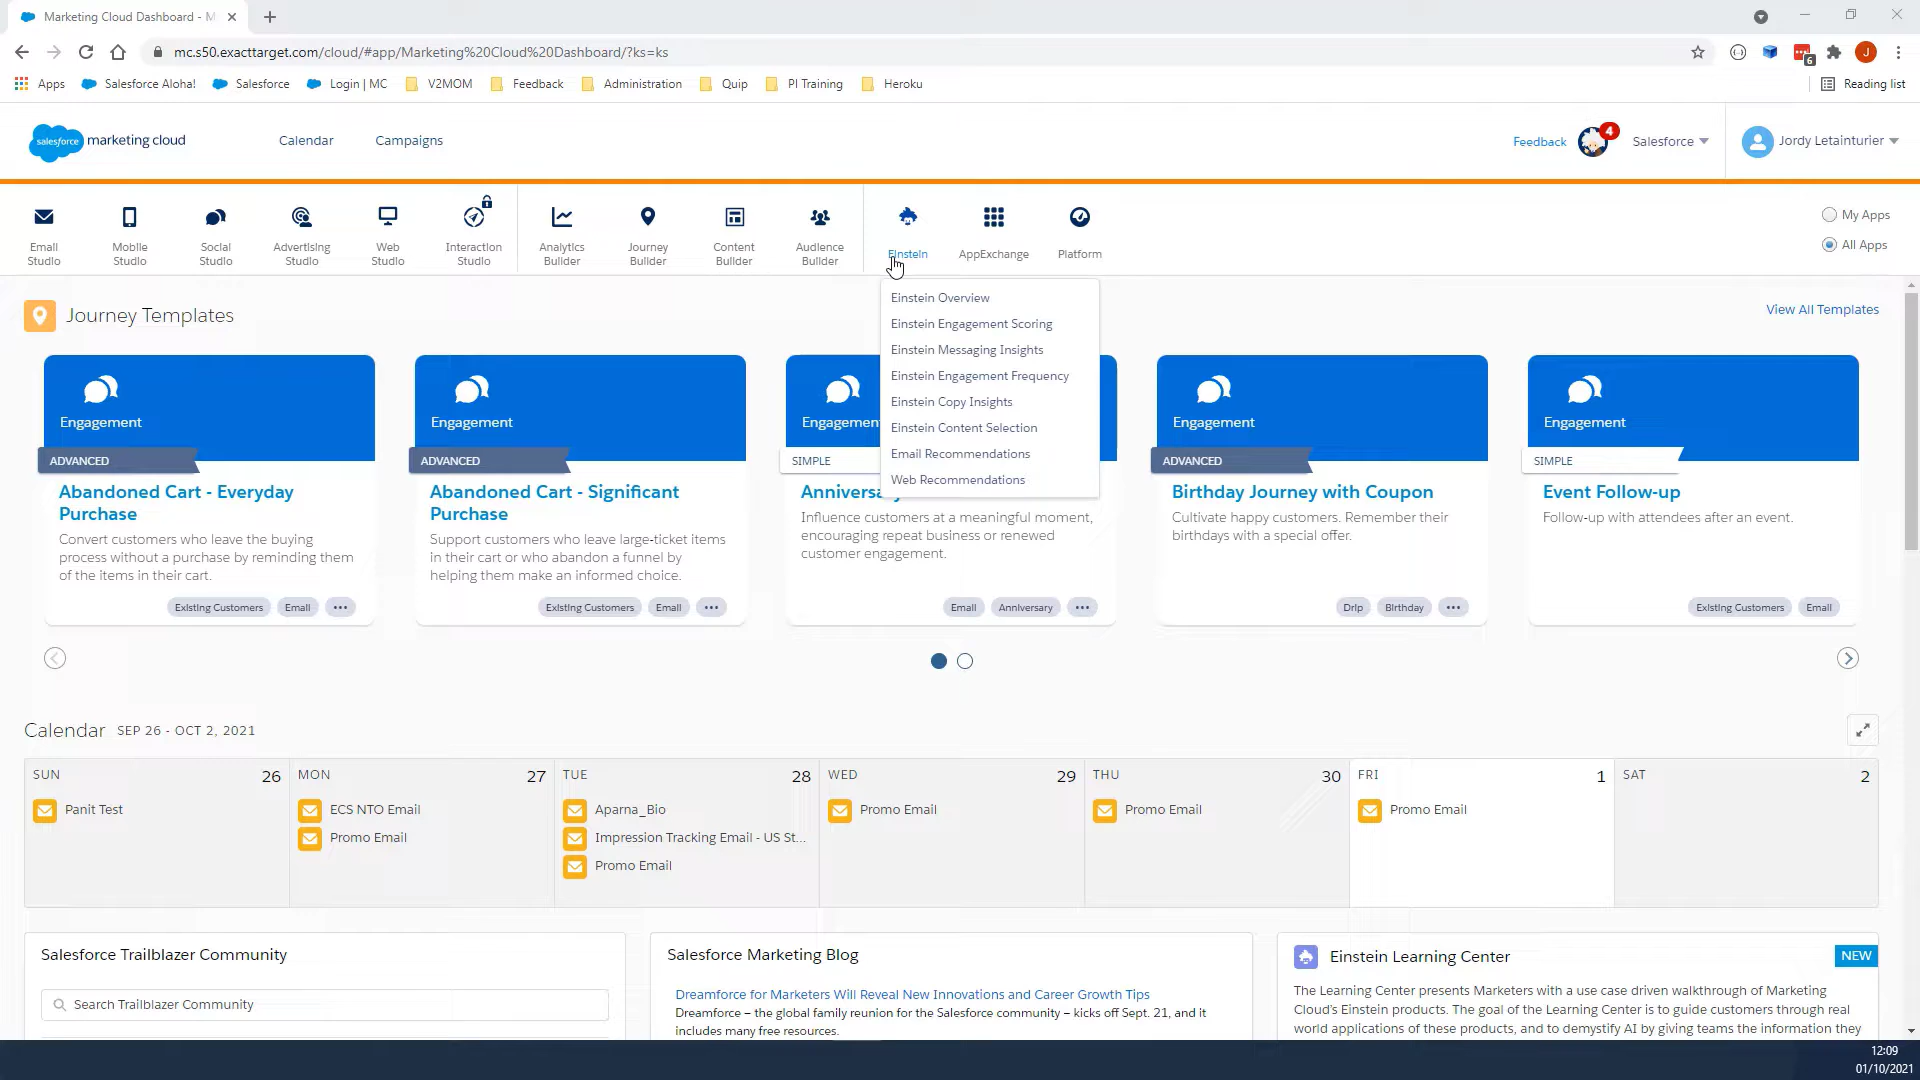 Marketing Cloud Dashboard - M
mc.s50.exacttarget.com/cloud/#app/Marketing%20Cloud%20Dashboard/?ks=ks
6
J
Apps
Salesforce Aloha!
Salesforce
Login | MC
V2MOM
Feedback
Administration
Quip
PI Training
Heroku
Reading list
salesforce
marketing cloud
Calendar
Campaigns
Feedback
4
Salesforce
Jordy Letainturier
Email
Studio
Mobile
Studio
Social
Studio
Advertising
Studio
Web
Studio
Interaction
Studio
Analytics
Builder
Journey
Builder
Content
Builder
Audience
Builder
Einstein
AppExchange
Platform
My Apps
All Apps
Einstein Overview
Einstein Engagement Scoring
Einstein Messaging Insights
Einstein Engagement Frequency
Einstein Copy Insights
Einstein Content Selection
Email Recommendations
Web Recommendations
Journey Templates
View All Templates
Engagement
ADVANCED
Abandoned Cart - Everyday
Purchase
Convert customers who leave the buying
process without a purchase by reminding them
of the items in their cart.
Existing Customers
Email
Engagement
ADVANCED
Abandoned Cart - Significant
Purchase
Support customers who leave large-ticket items
in their cart or who abandon a funnel by
helping them make an informed choice.
Existing Customers
Email
Engagemen
SIMPLE
Annivers
Influence customers at a meaningful moment,
encouraging repeat business or renewed
customer engagement.
Email
Anniversary
Engagement
ADVANCED
Birthday Journey with Coupon
Cultivate happy customers. Remember their
birthdays with a special offer.
Drip
Birthday
Engagement
SIMPLE
Event Follow-up
Follow-up with attendees after an event.
Existing Customers
Email
Calendar SEP 26 - OCT 2, 2021
SUN 26
Panit Test
MON 27
ECS NTO Email
Promo Email
TUE 28
Aparna_Bio
Impression Tracking Email - US St...
Promo Email
WED 29
Promo Email
THU 30
Promo Email
FRI 1
Promo Email
SAT 2
Salesforce Trailblazer Community
Search Trailblazer Community
Salesforce Marketing Blog
Dreamforce for Marketers Will Reveal New Innovations and Career Growth Tips
Dreamforce – the global family reunion for the Salesforce community – kicks off Sept. 21, and it
includes many free resources.
Einstein Learning Center
NEW
The Learning Center presents Marketers with a use case driven walkthrough of Marketing
Cloud's Einstein products. The goal of the Learning Center is to guide customers through real
world applications of these products, and to demystify AI by giving teams the information they
12:09
01/10/2021